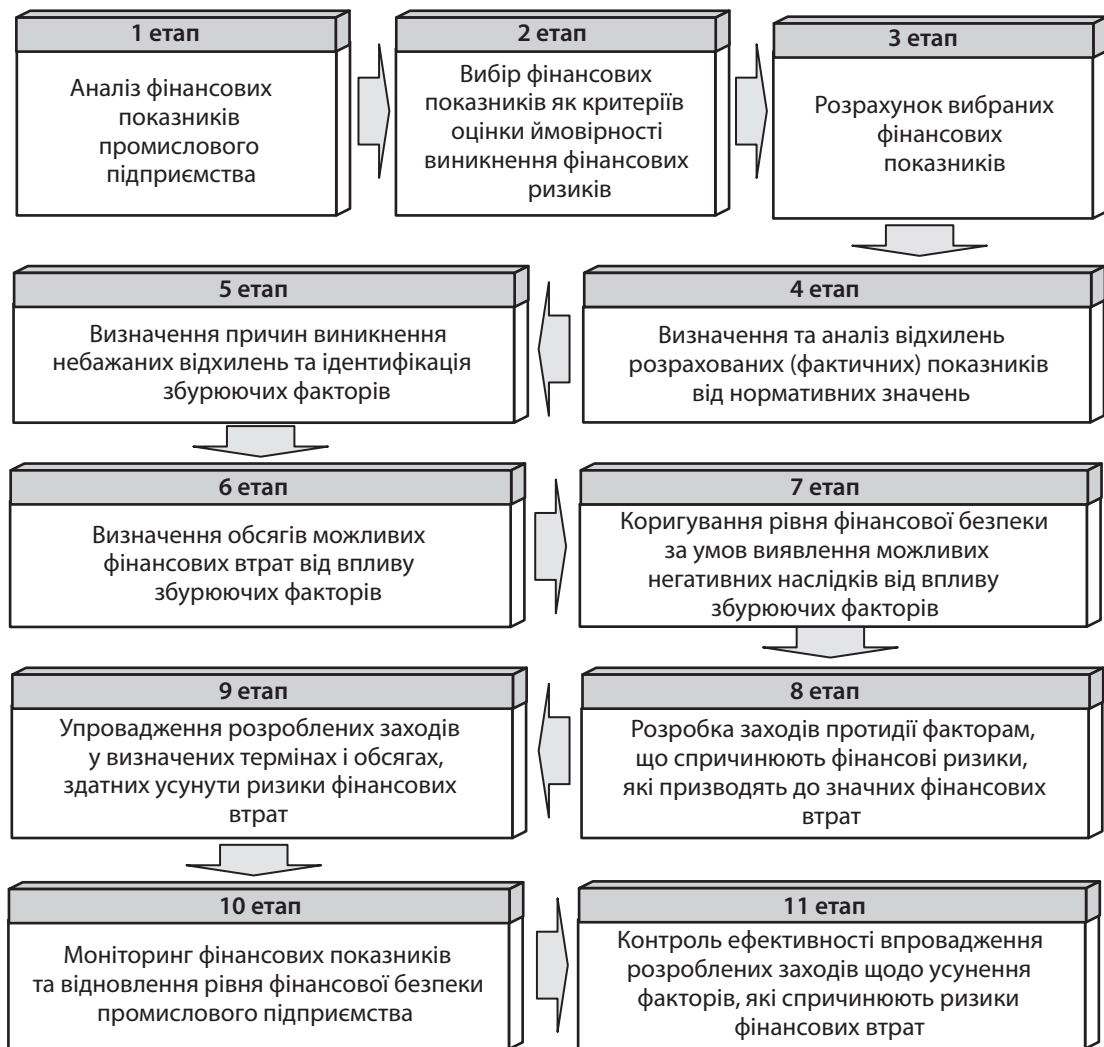 1 етап
Аналіз фінансових
показників
промислового
підприємства
2 етап
Вибір фінансових
показників як критеріїв
оцінки ймовірності
виникнення фінансових
ризиків
3 етап
Розрахунок вибраних
фінансових
показників
4 етап
Визначення та аналіз відхилень
розрахованих (фактичних) показників
від нормативних значень
5 етап
Визначення причин виникнення
небажаних відхилень та ідентифікація
збурюючих факторів
6 етап
Визначення обсягів можливих
фінансових втрат від впливу
збурюючих факторів
7 етап
Коригування рівня фінансової безпеки
за умов виявлення можливих
негативних наслідків від впливу
збурюючих факторів
8 етап
Розробка заходів протидії факторам,
що спричинюють фінансові ризики,
які призводять до значних фінансових
втрат
9 етап
Упровадження розроблених заходів
у визначених термінах і обсягах,
здатних усунути ризики фінансових
втрат
10 етап
Моніторинг фінансових показників
та відновлення рівня фінансової безпеки
промислового підприємства
11 етап
Контроль ефективності впровадження
розроблених заходів щодо усунення
факторів, які спричинюють ризики
фінансових втрат